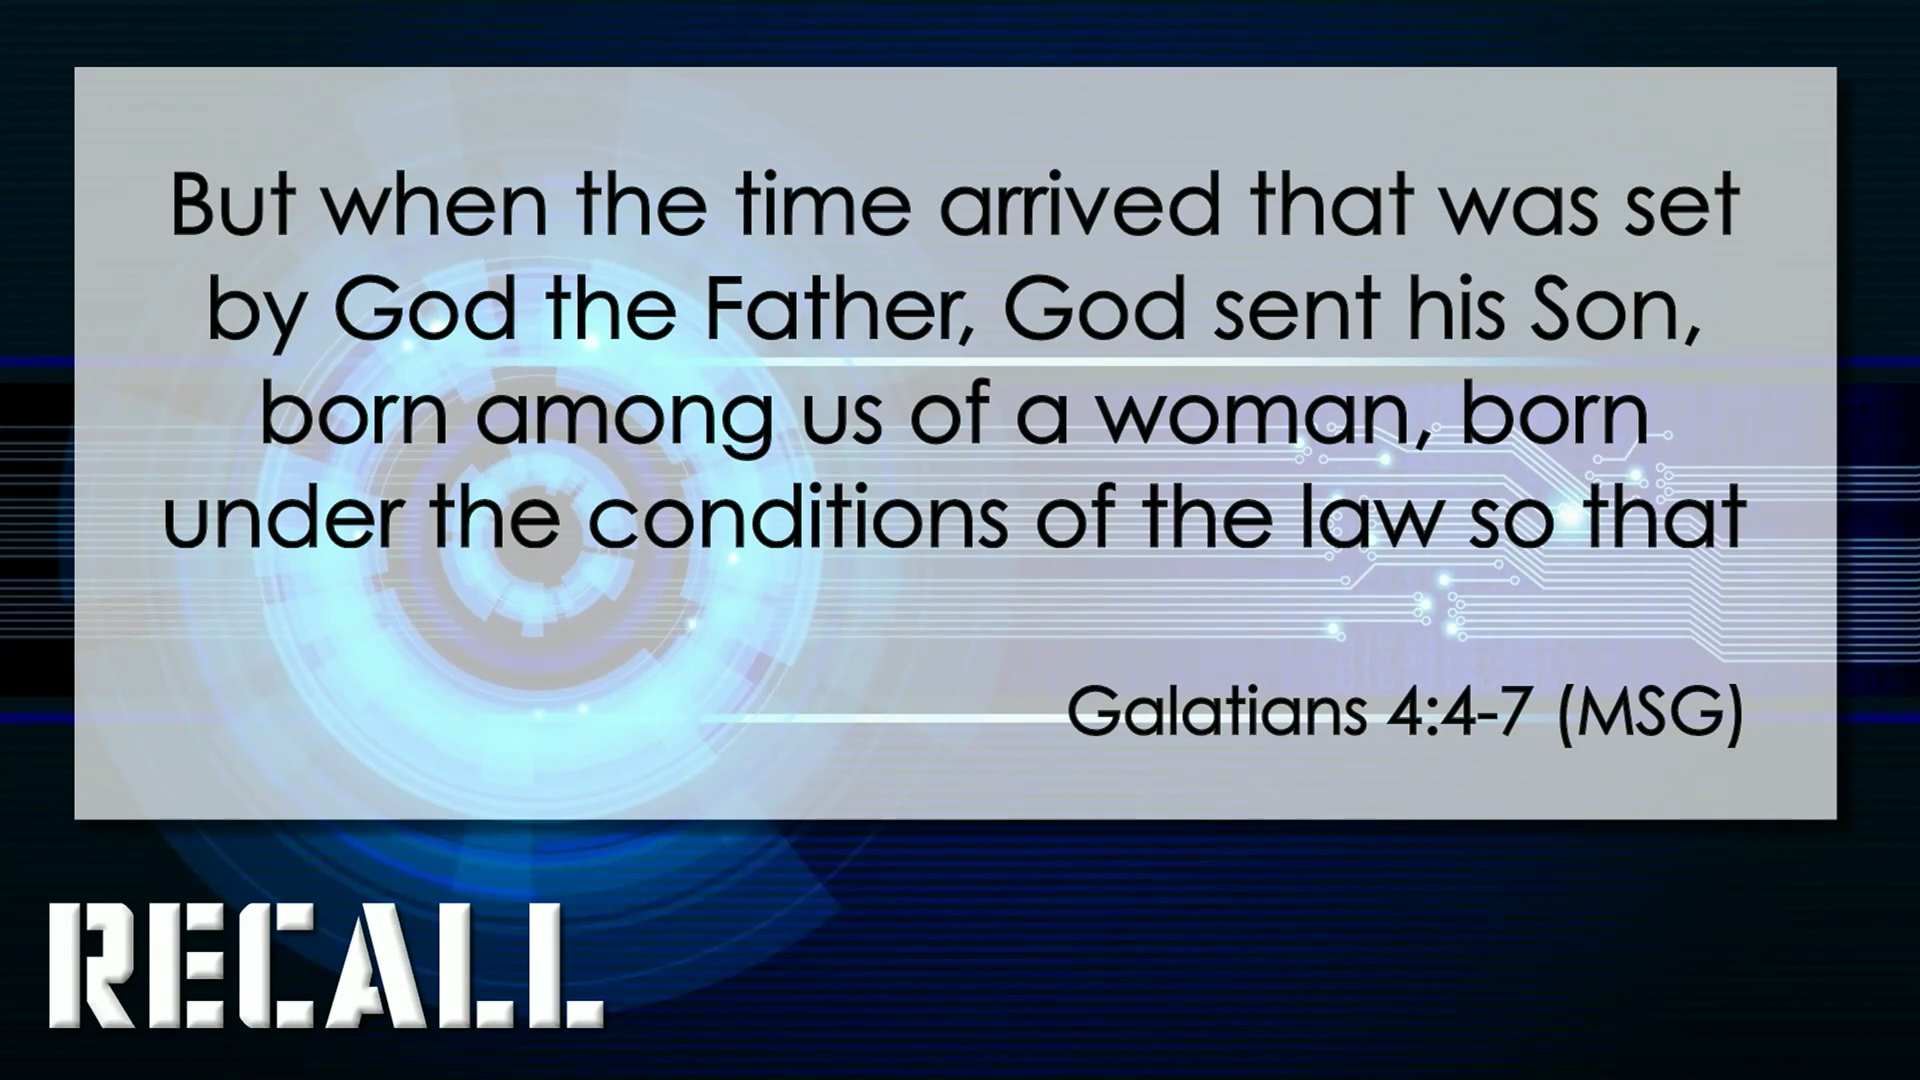 But when the time arrived that was set
by God the Father, God sent his Son,
born among us of a woman, born
under the conditions of the law so that
Galatians 4:4-7 (MSG)
RECALL